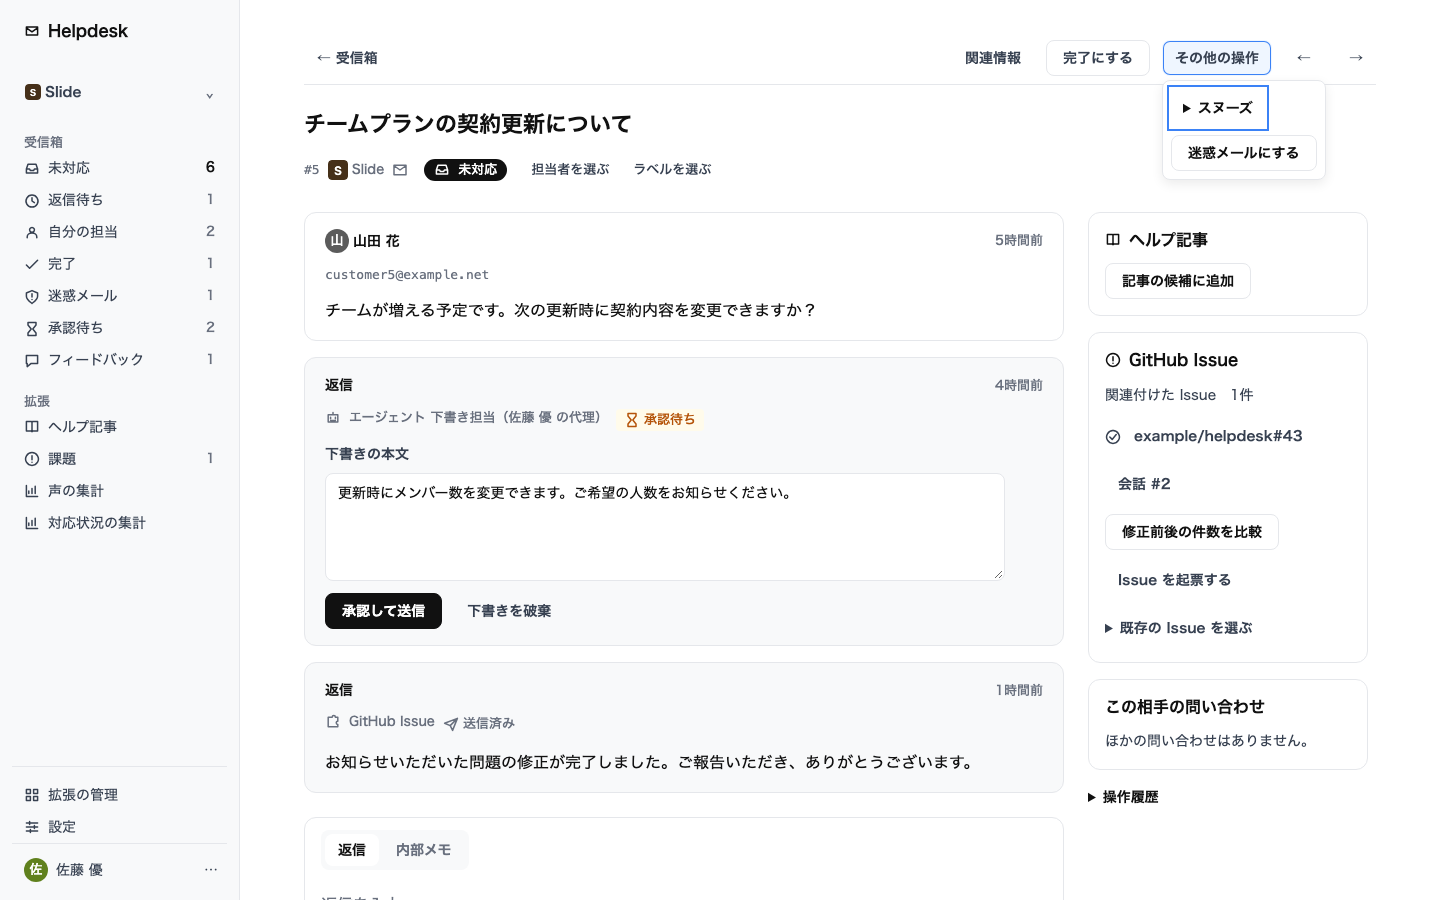 Helpdesk
S Slide
受信箱
未対応 6
返信待ち 1
自分の担当 2
完了 1
迷惑メール 1
承認待ち 2
フィードバック 1
拡張
ヘルプ記事
課題 1
声の集計
対応状況の集計
拡張の管理
設定
佐 佐藤 優 …
← 受信箱
関連情報 完了にする その他の操作 ← →
▶ スヌーズ
迷惑メールにする
チームプランの契約更新について
#5 S Slide 未対応 担当者を選ぶ ラベルを選ぶ
山 山田 花 5時間前
customer5@example.net
チームが増える予定です。次の更新時に契約内容を変更できますか？
返信 4時間前
エージェント 下書き担当（佐藤 優 の代理） 承認待ち
下書きの本文
更新時にメンバー数を変更できます。ご希望の人数をお知らせください。
承認して送信 下書きを破棄
返信 1時間前
GitHub Issue 送信済み
お知らせいただいた問題の修正が完了しました。ご報告いただき、ありがとうございます。
返信 内部メモ
ヘルプ記事
記事の候補に追加
GitHub Issue
関連付けた Issue 1件
example/helpdesk#43
会話 #2
修正前後の件数を比較
Issue を起票する
▶ 既存の Issue を選ぶ
この相手の問い合わせ
ほかの問い合わせはありません。
▶ 操作履歴